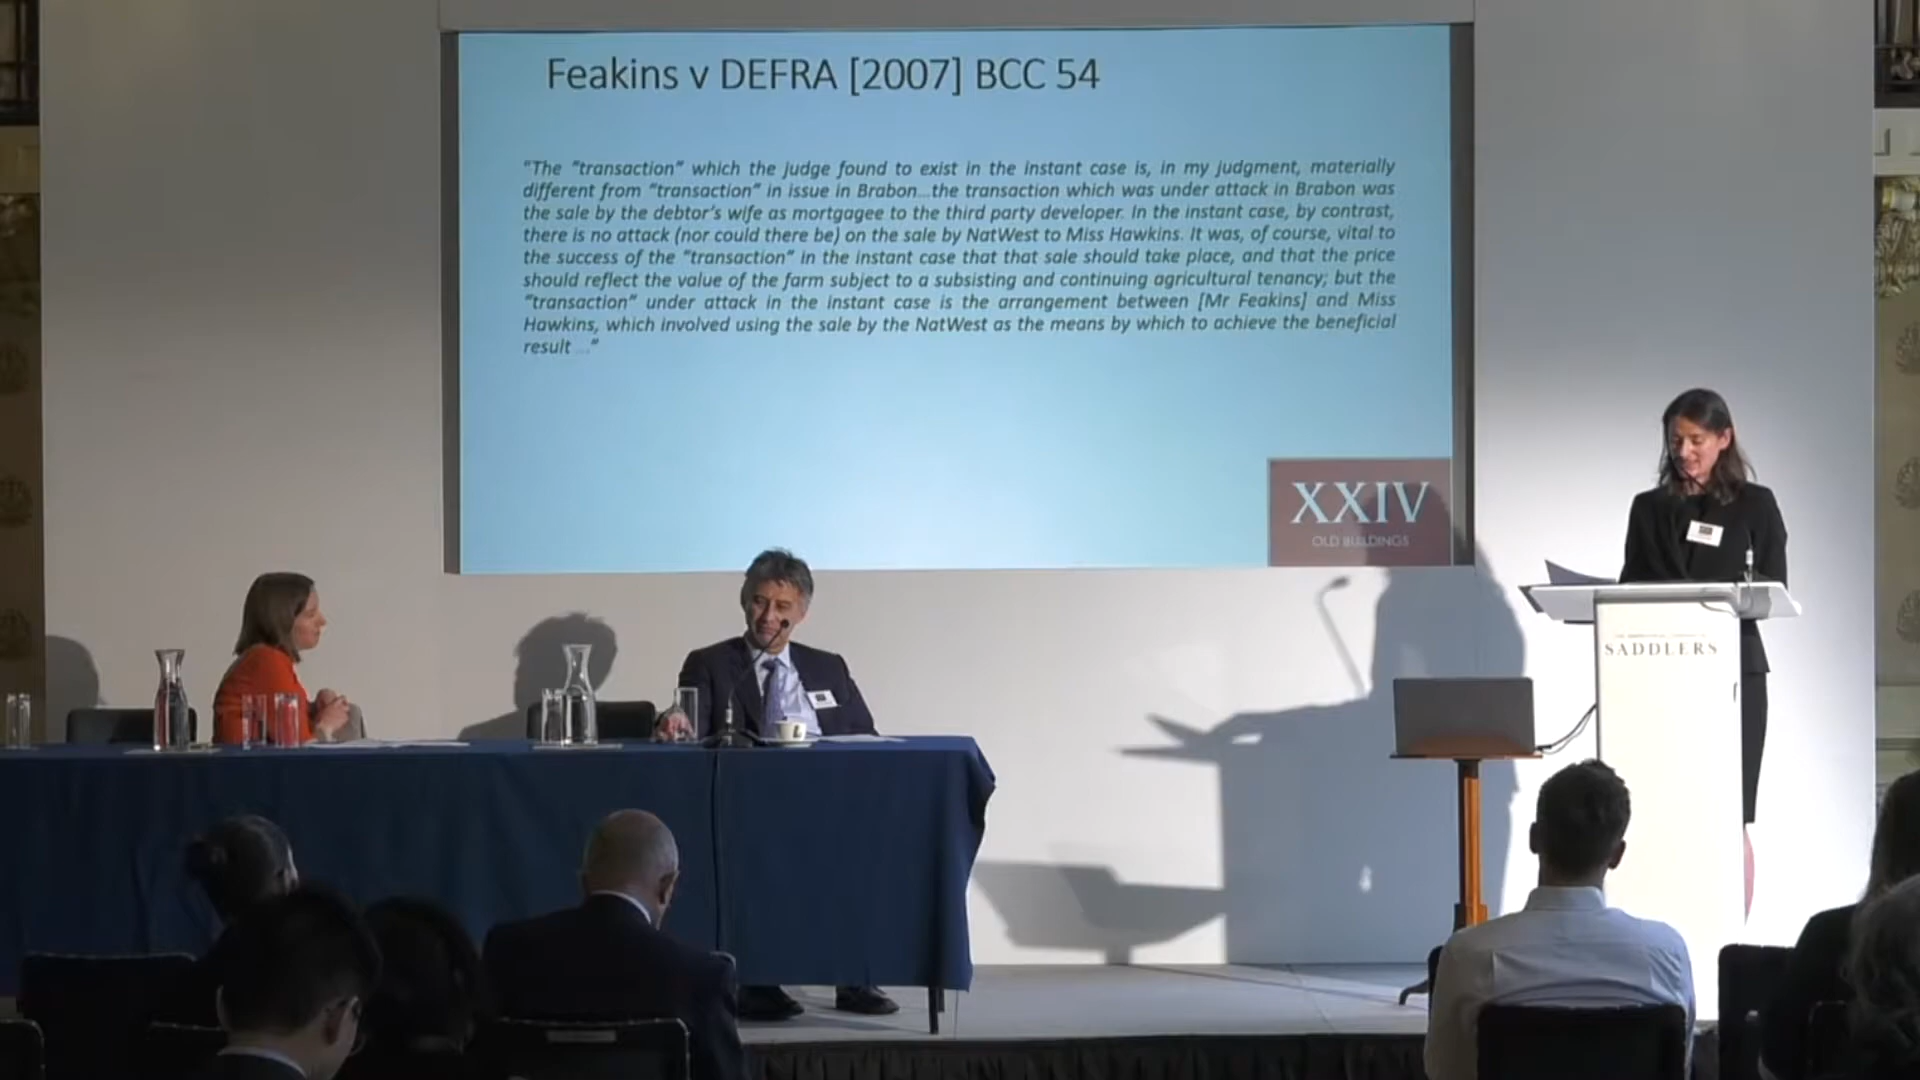 Feakins v DEFRA [2007] BCC 54
"The "transaction" which the judge found to exist in the instant case is, in my judgment, materially
different from "transaction" in issue in Brabon...the transaction which was under attack in Brabon was
the sale by the debtor's wife as mortgagee to the third party developer. In the instant case, by contrast,
there is no attack (nor could there be) on the sale by NatWest to Miss Hawkins. It was, of course, vital to
the success of the "transaction" in the instant case that that sale should take place, and that the price
should reflect the value of the farm subject to a subsisting and continuing agricultural tenancy; but the
"transaction" under attack in the instant case is the arrangement between [Mr Feakins] and Miss
Hawkins, which involved using the sale by the NatWest as the means by which to achieve the beneficial
result ..."
XXIV
OLD BUILDINGS
SADDLERS